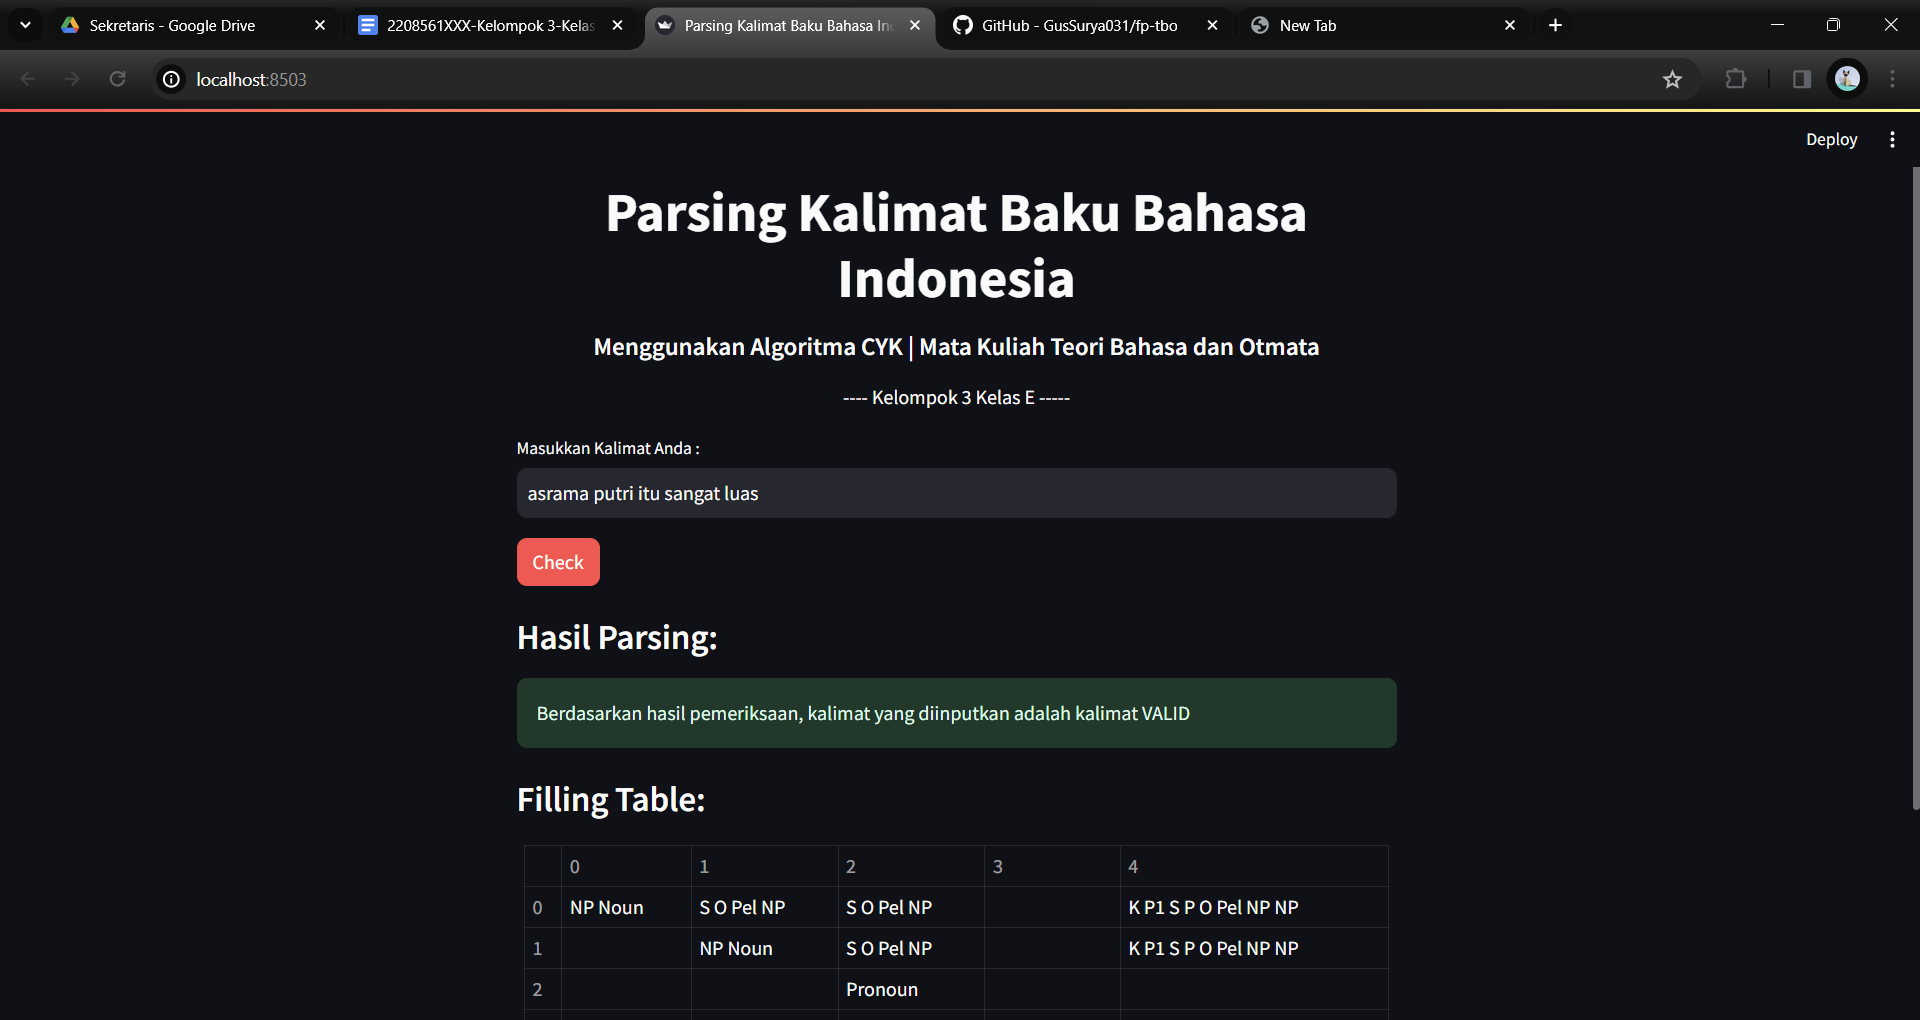 Sekretaris - Google Drive
2208561XXX-Kelompok 3-Kelas
Parsing Kalimat Baku Bahasa In
GitHub - GusSurya031/fp-tbo
New Tab
localhost:8503
Deploy
Parsing Kalimat Baku Bahasa
Indonesia
Menggunakan Algoritma CYK | Mata Kuliah Teori Bahasa dan Otmata
---- Kelompok 3 Kelas E -----
Masukkan Kalimat Anda :
asrama putri itu sangat luas
Check
Hasil Parsing:
Berdasarkan hasil pemeriksaan, kalimat yang diinputkan adalah kalimat VALID
Filling Table:
0 1 2 3 4
0 NP Noun S O Pel NP S O Pel NP K P1 S P O Pel NP NP
1 NP Noun S O Pel NP K P1 S P O Pel NP NP
2 Pronoun